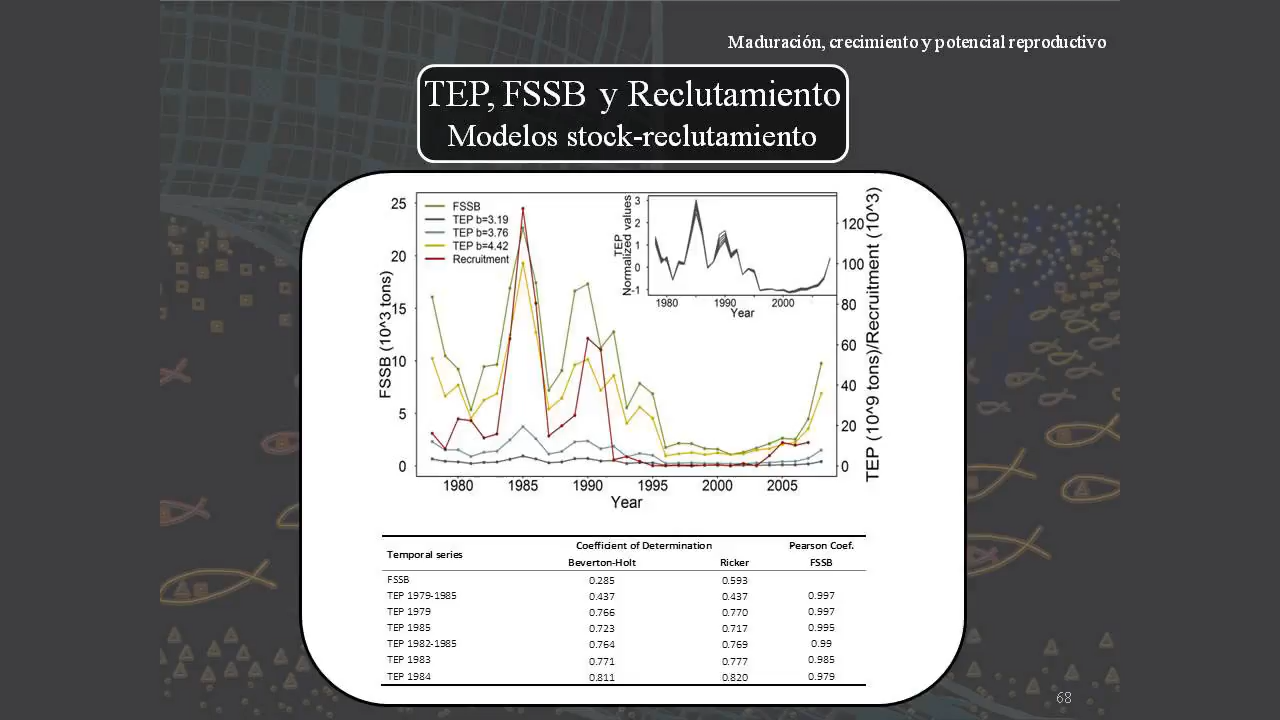 Maduración, crecimiento y potencial reproductivo
TEP, FSSB y Reclutamiento
Modelos stock-reclutamiento
FSSB
TEP b=3.19
TEP b=3.76
TEP b=4.42
Recruitment
25
20
15
10
5
0
FSSB (10^3 tons)
1980 1985 1990 1995 2000 2005
Year
120
100
80
60
40
20
0
TEP (10^9 tons)/Recruitment (10^3)
3
2
1
0
-1
TEP
Normalized values
1980 1990 2000
Year
Temporal series Coefficient of Determination Pearson Coef.
Beverton-Holt Ricker FSSB
FSSB 0.285 0.593
TEP 1979-1985 0.437 0.437 0.997
TEP 1979 0.766 0.770 0.997
TEP 1985 0.723 0.717 0.995
TEP 1982-1985 0.764 0.769 0.99
TEP 1983 0.771 0.777 0.985
TEP 1984 0.811 0.820 0.979
68